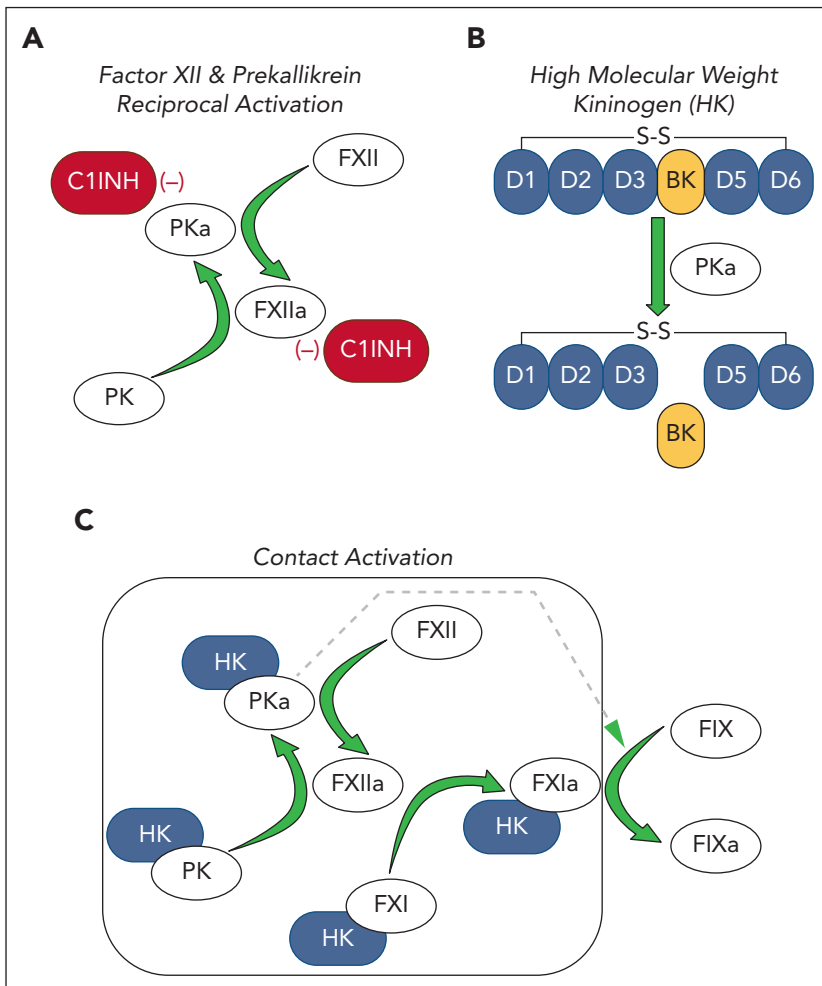 A
Factor XII & Prekallikrein
Reciprocal Activation
C1INH
(–)
FXII
PKa
FXIIa
(–)
C1INH
PK
B
High Molecular Weight
Kininogen (HK)
S-S
D1 D2 D3 BK D5 D6
PKa
S-S
D1 D2 D3 D5 D6
BK
C
Contact Activation
FXII
HK
PKa
FIX
FXIIa
FXIa
HK
HK
PK
FIXa
FXI
HK